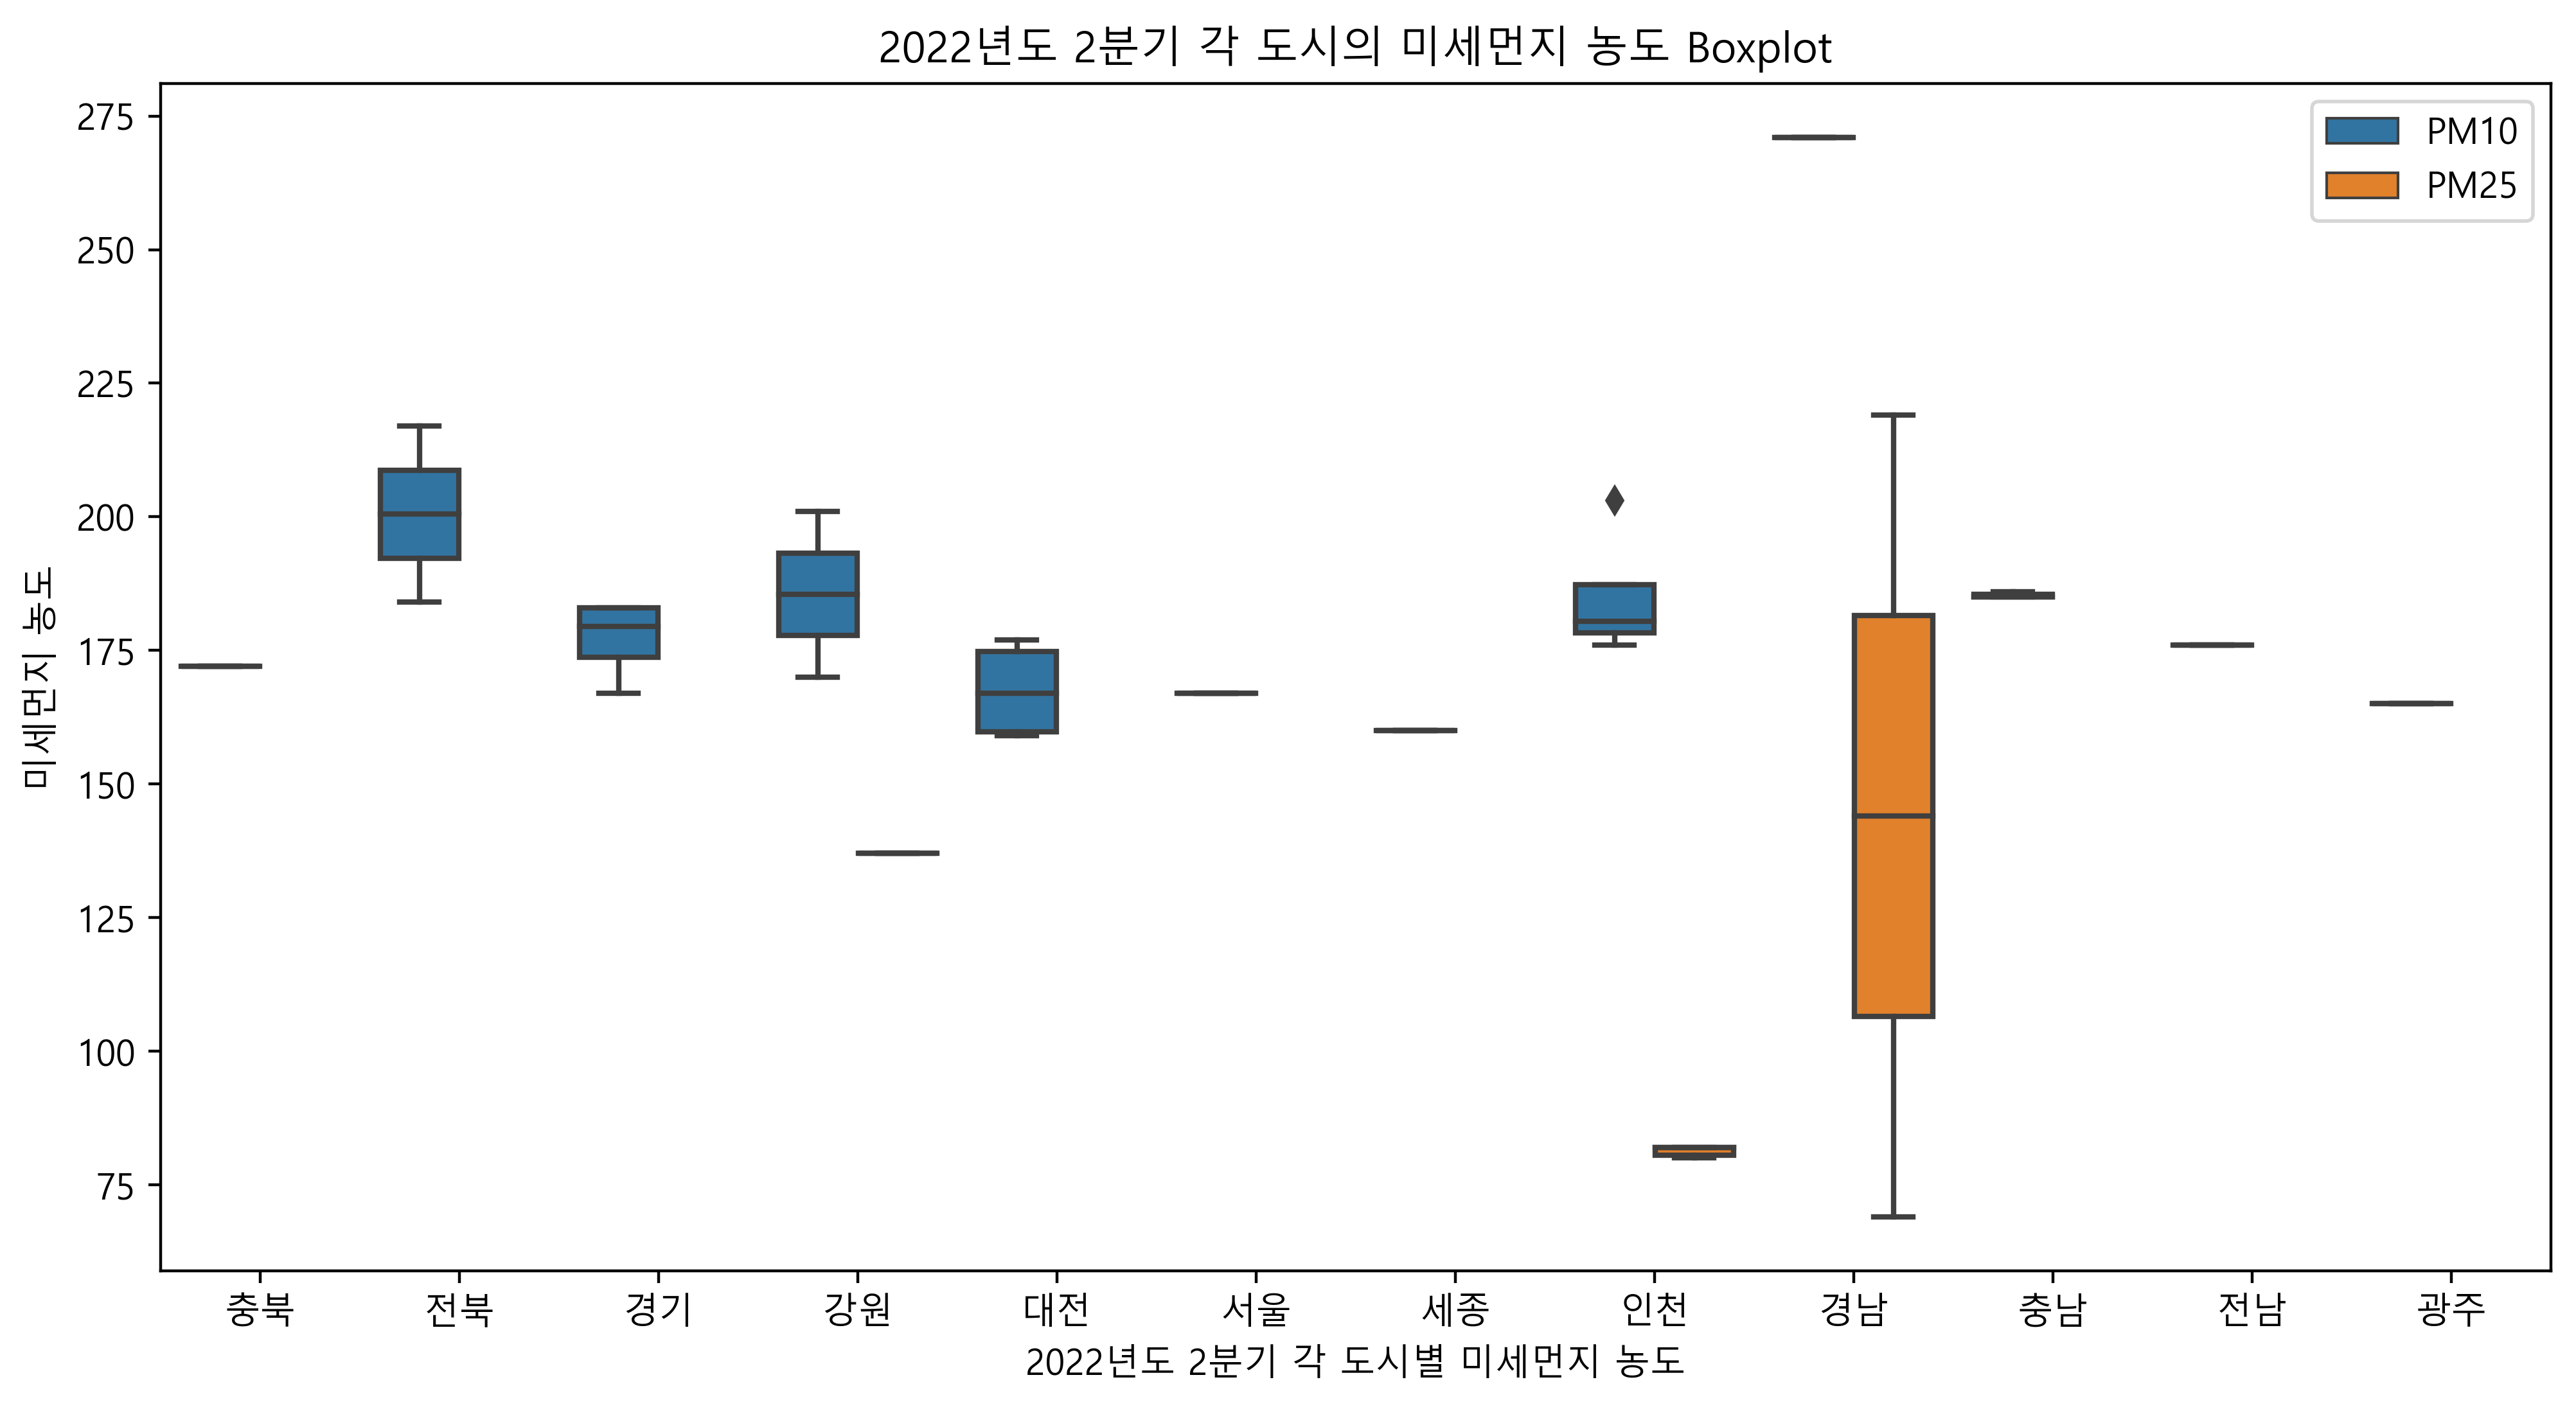 2022년도 2분기 각 도시의 미세먼지 농도 Boxplot
PM10
PM25
미세먼지 농도
275
250
225
200
175
150
125
100
75
충북 전북 경기 강원 대전 서울 세종 인천 경남 충남 전남 광주
2022년도 2분기 각 도시별 미세먼지 농도